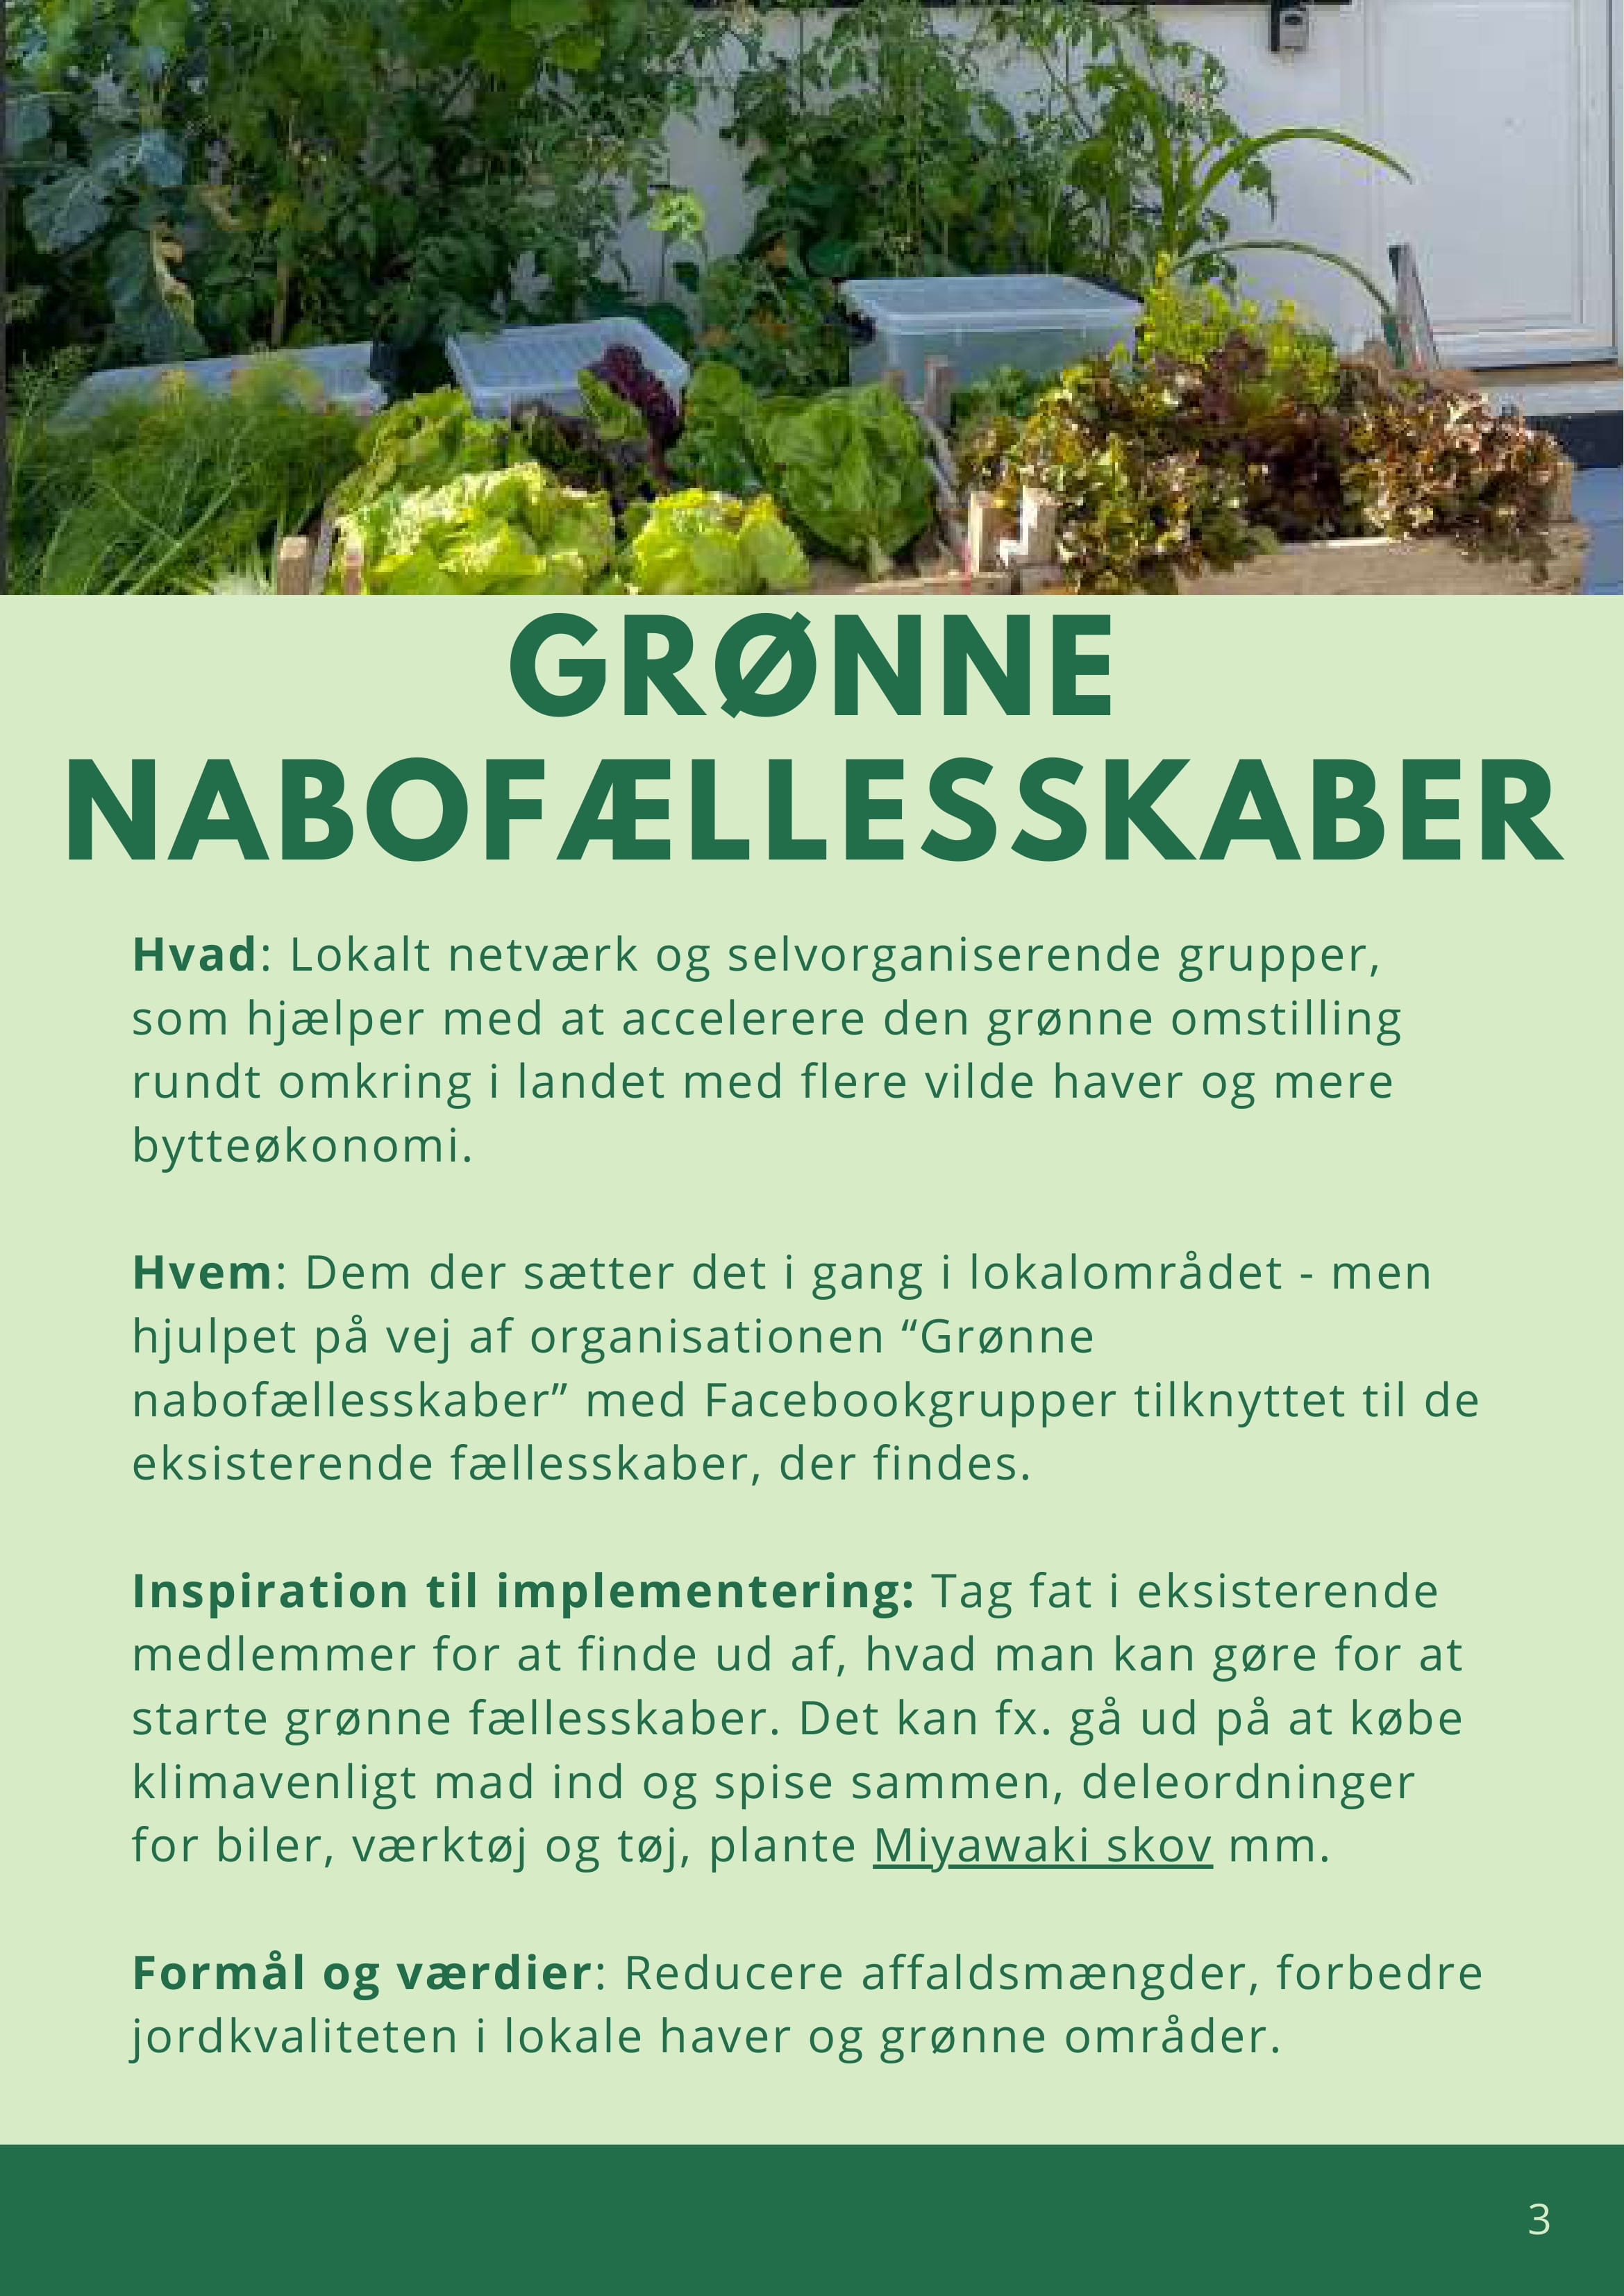 GRØNNE
NABOFÆLLESSKABER
Hvad: Lokalt netværk og selvorganiserende grupper,
som hjælper med at accelerere den grønne omstilling
rundt omkring i landet med flere vilde haver og mere
bytteøkonomi.
Hvem: Dem der sætter det i gang i lokalområdet - men
hjulpet på vej af organisationen “Grønne
nabofællesskaber” med Facebookgrupper tilknyttet til de
eksisterende fællesskaber, der findes.
Inspiration til implementering: Tag fat i eksisterende
medlemmer for at finde ud af, hvad man kan gøre for at
starte grønne fællesskaber. Det kan fx. gå ud på at købe
klimavenligt mad ind og spise sammen, deleordninger
for biler, værktøj og tøj, plante Miyawaki skov mm.
Formål og værdier: Reducere affaldsmængder, forbedre
jordkvaliteten i lokale haver og grønne områder.
3